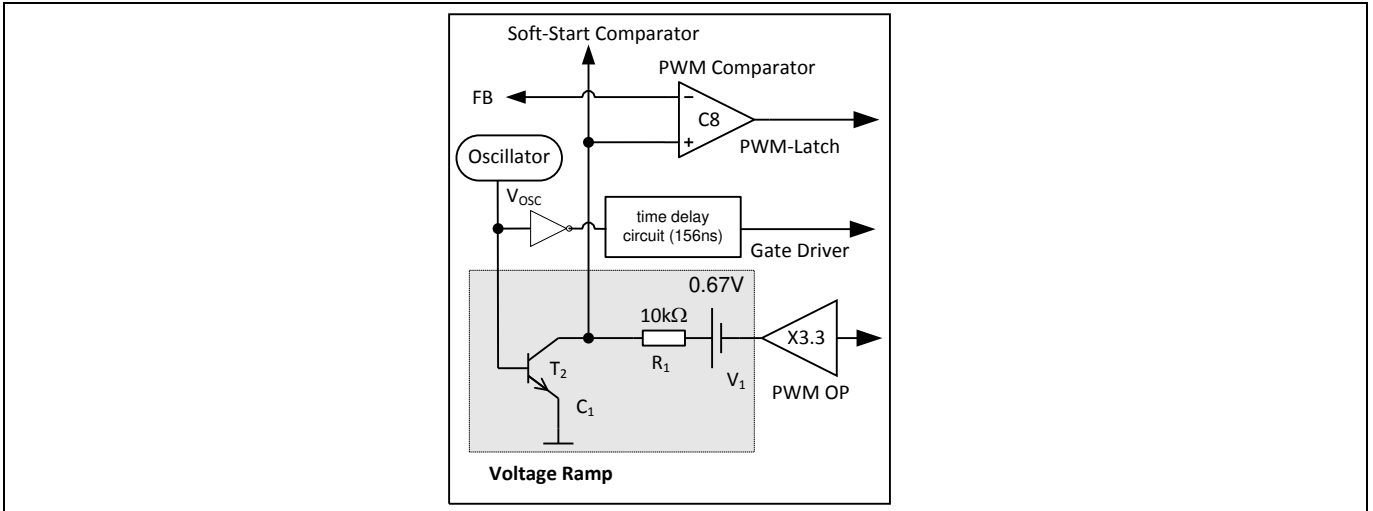 Soft-Start Comparator
PWM Comparator
FB
−
C8
+
PWM-Latch
Oscillator
VOSC
time delay
circuit (156ns)
Gate Driver
0.67V
10kΩ
X3.3
R1
T2
V1
PWM OP
C1
Voltage Ramp